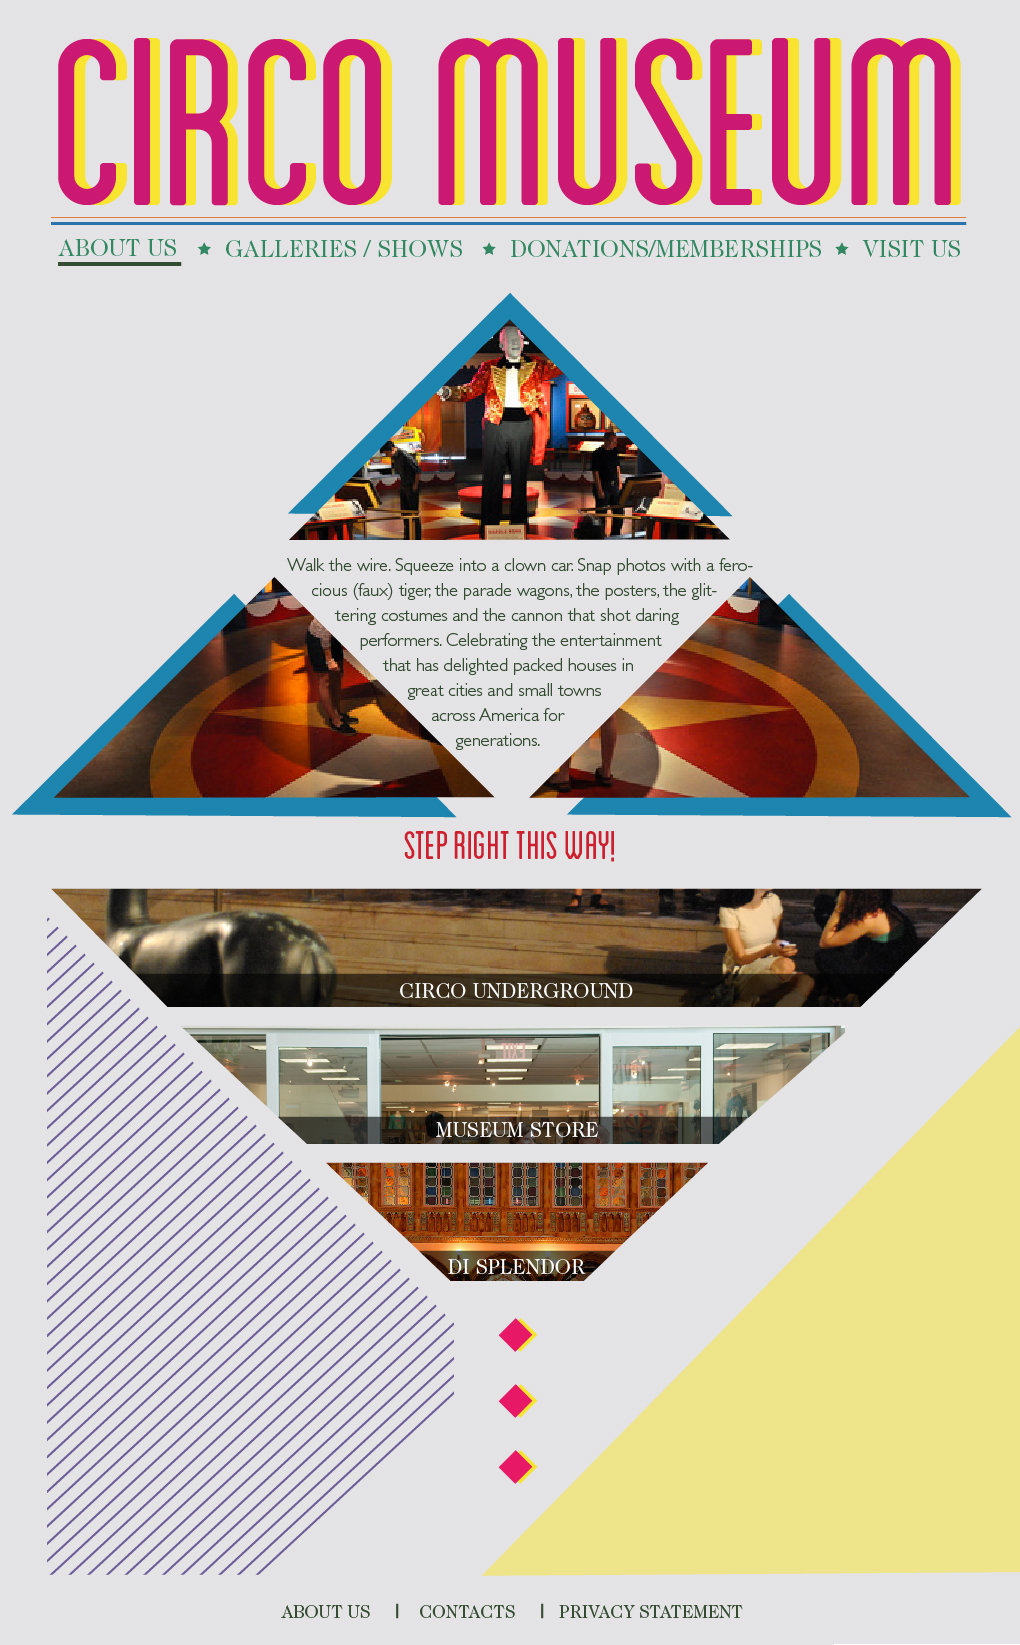 CIRCO MUSEUM
ABOUT US ★ GALLERIES / SHOWS ★ DONATIONS/MEMBERSHIPS ★ VISIT US
Walk the wire. Squeeze into a clown car. Snap photos with a fero-
cious (faux) tiger, the parade wagons, the posters, the glit-
tering costumes and the cannon that shot daring
performers. Celebrating the entertainment
that has delighted packed houses in
great cities and small towns
across America for
generations.
STEP RIGHT THIS WAY!
CIRCO UNDERGROUND
EXIT
MUSEUM STORE
DI SPLENDOR
ABOUT US | CONTACTS | PRIVACY STATEMENT